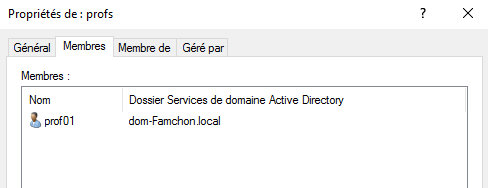 Propriétés de : profs
?
Général Membres Membre de Géré par
Membres :
Nom Dossier Services de domaine Active Directory
prof01 dom-Famchon.local